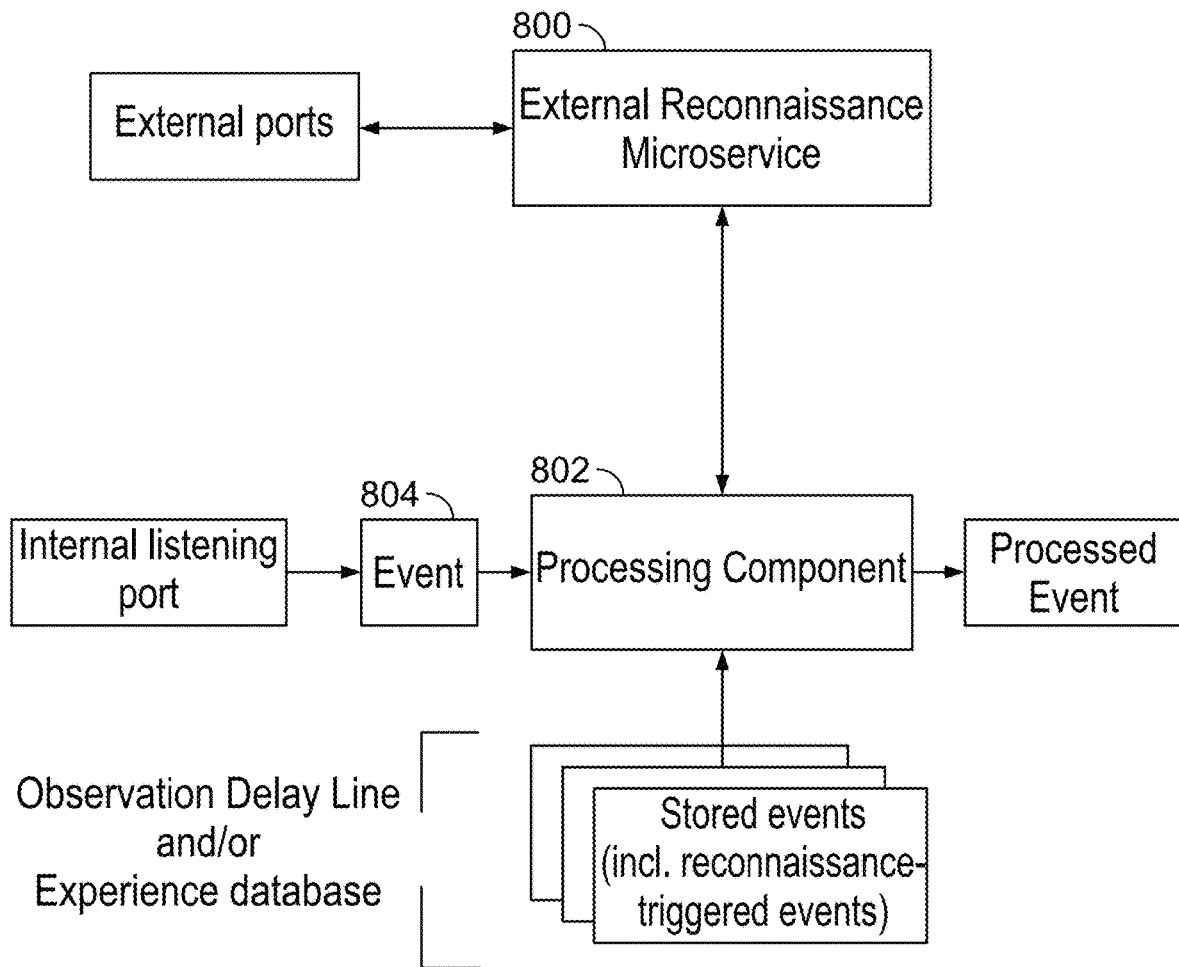 800
External ports
External Reconnaissance
Microservice
802
804
Internal listening
port
Event
Processing Component
Processed
Event
Observation Delay Line
and/or
Experience database
Stored events
(incl. reconnaissance-
triggered events)